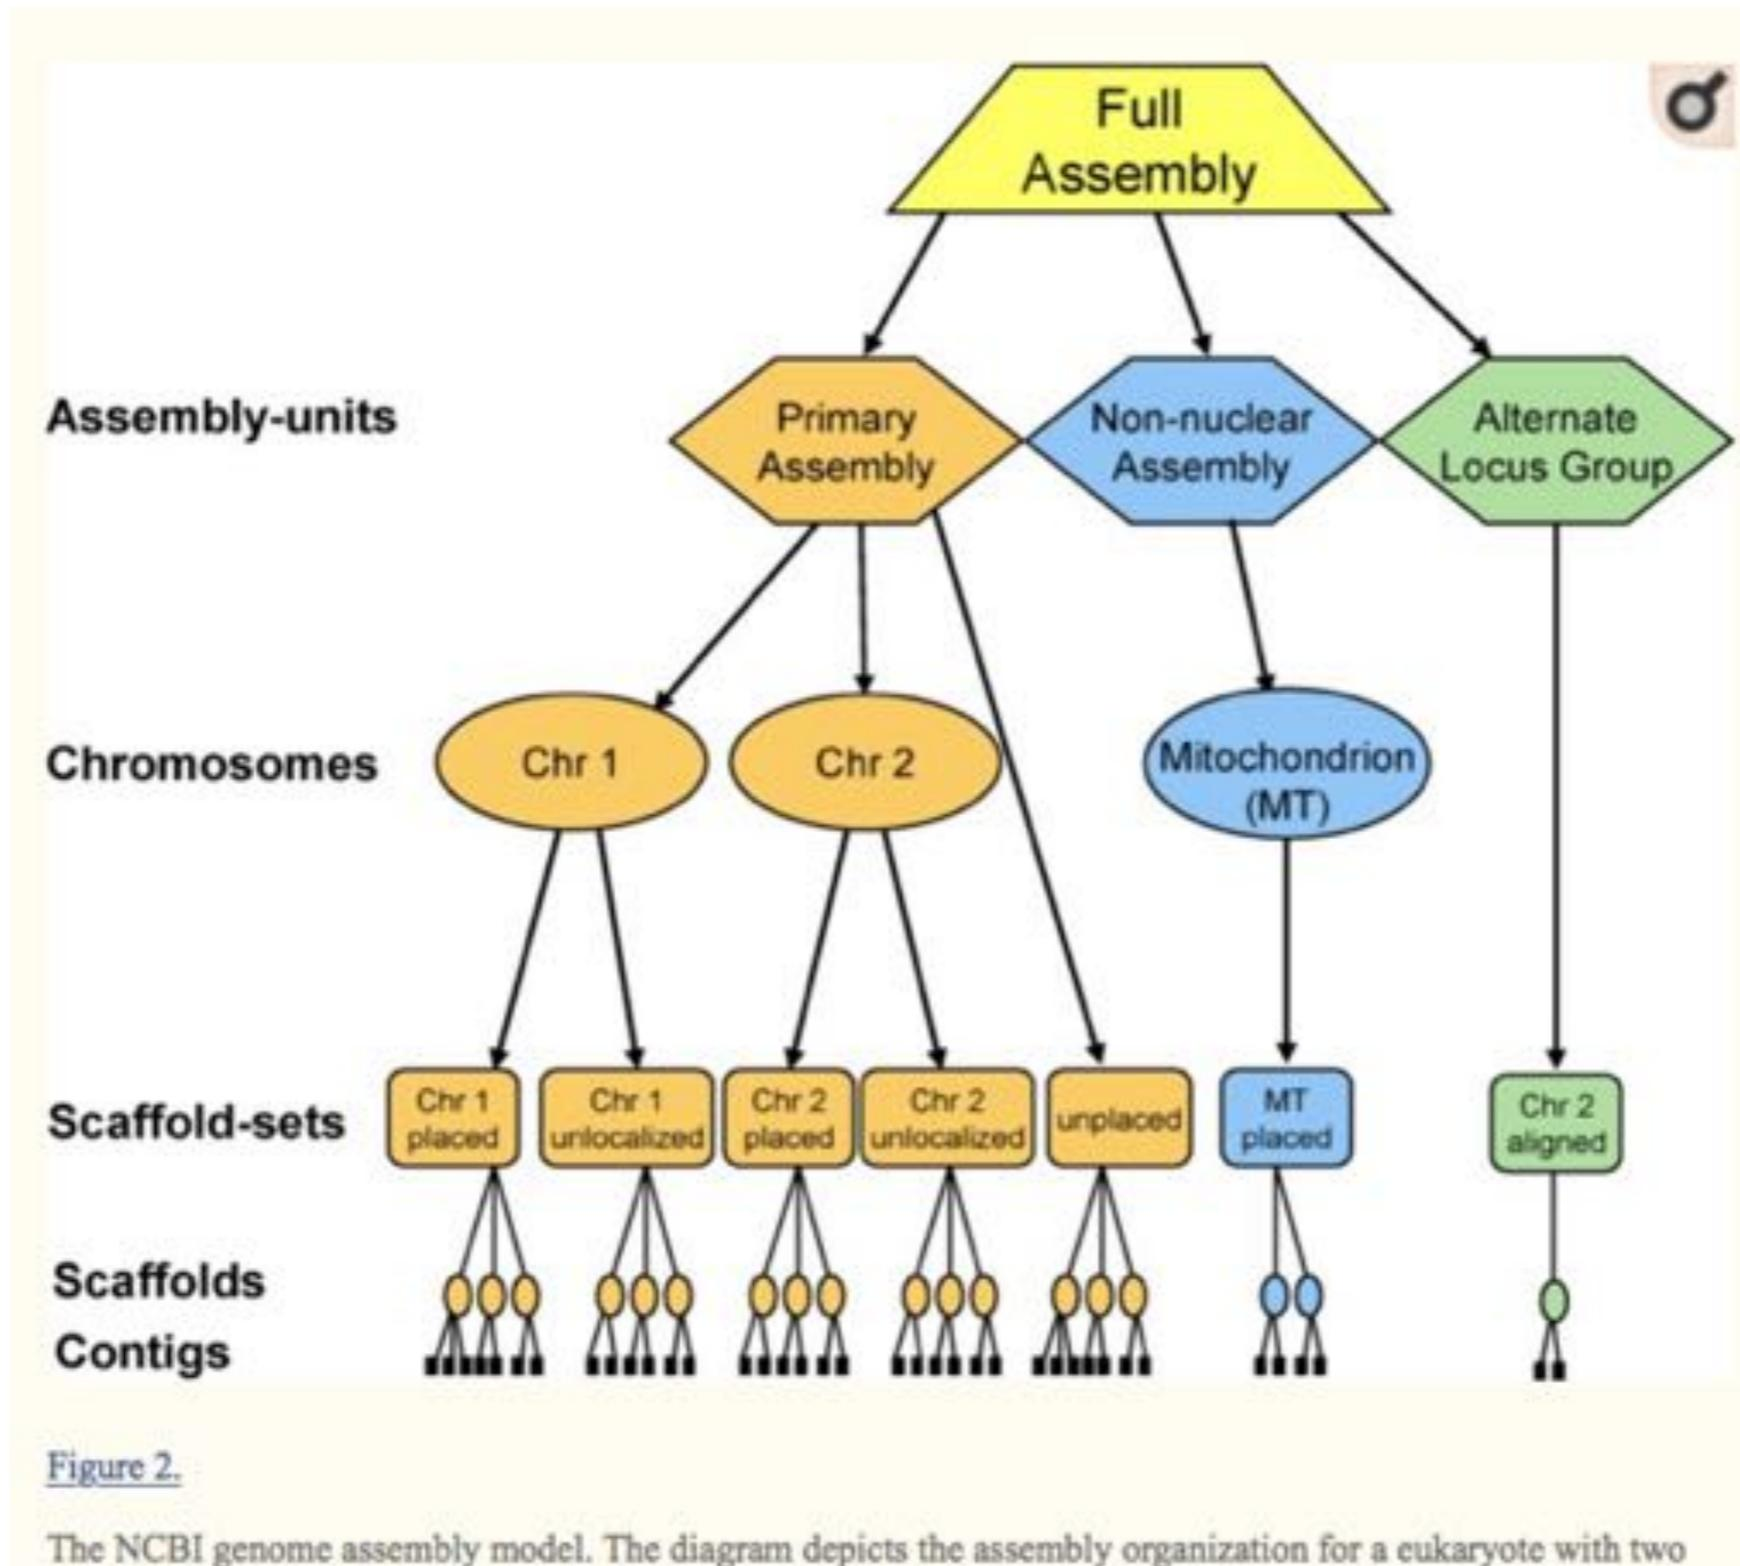 Full
Assembly
Assembly-units
Primary
Assembly
Non-nuclear
Assembly
Alternate
Locus Group
Chromosomes
Chr 1
Chr 2
Mitochondrion
(MT)
Scaffold-sets
Chr 1
placed
Chr 1
unlocalized
Chr 2
placed
Chr 2
unlocalized
unplaced
MT
placed
Chr 2
aligned
Scaffolds
Contigs
Figure 2.
The NCBI genome assembly model. The diagram depicts the assembly organization for a eukaryote with two